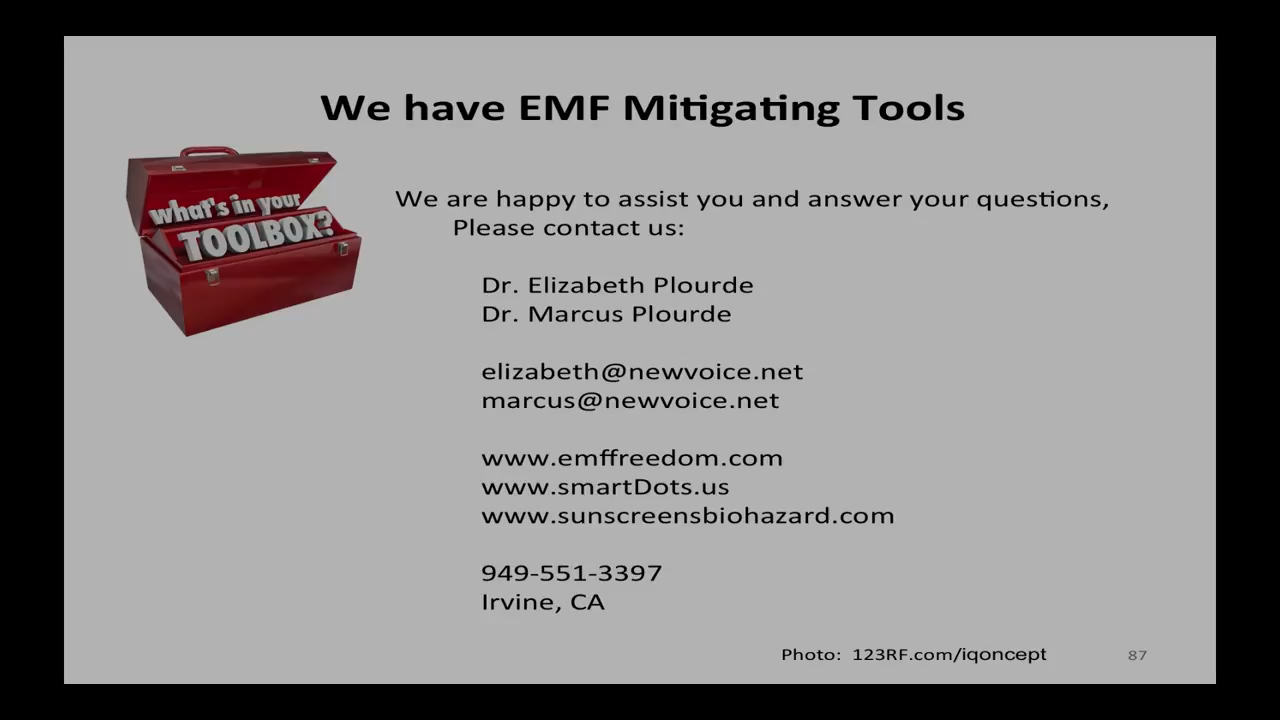 We have EMF Mitigating Tools
what's in your
TOOLBOX?
We are happy to assist you and answer your questions,
Please contact us:
Dr. Elizabeth Plourde
Dr. Marcus Plourde
elizabeth@newvoice.net
marcus@newvoice.net
www.emffreedom.com
www.smartDots.us
www.sunscreensbiohazard.com
949-551-3397
Irvine, CA
Photo: 123RF.com/iqoncept
87